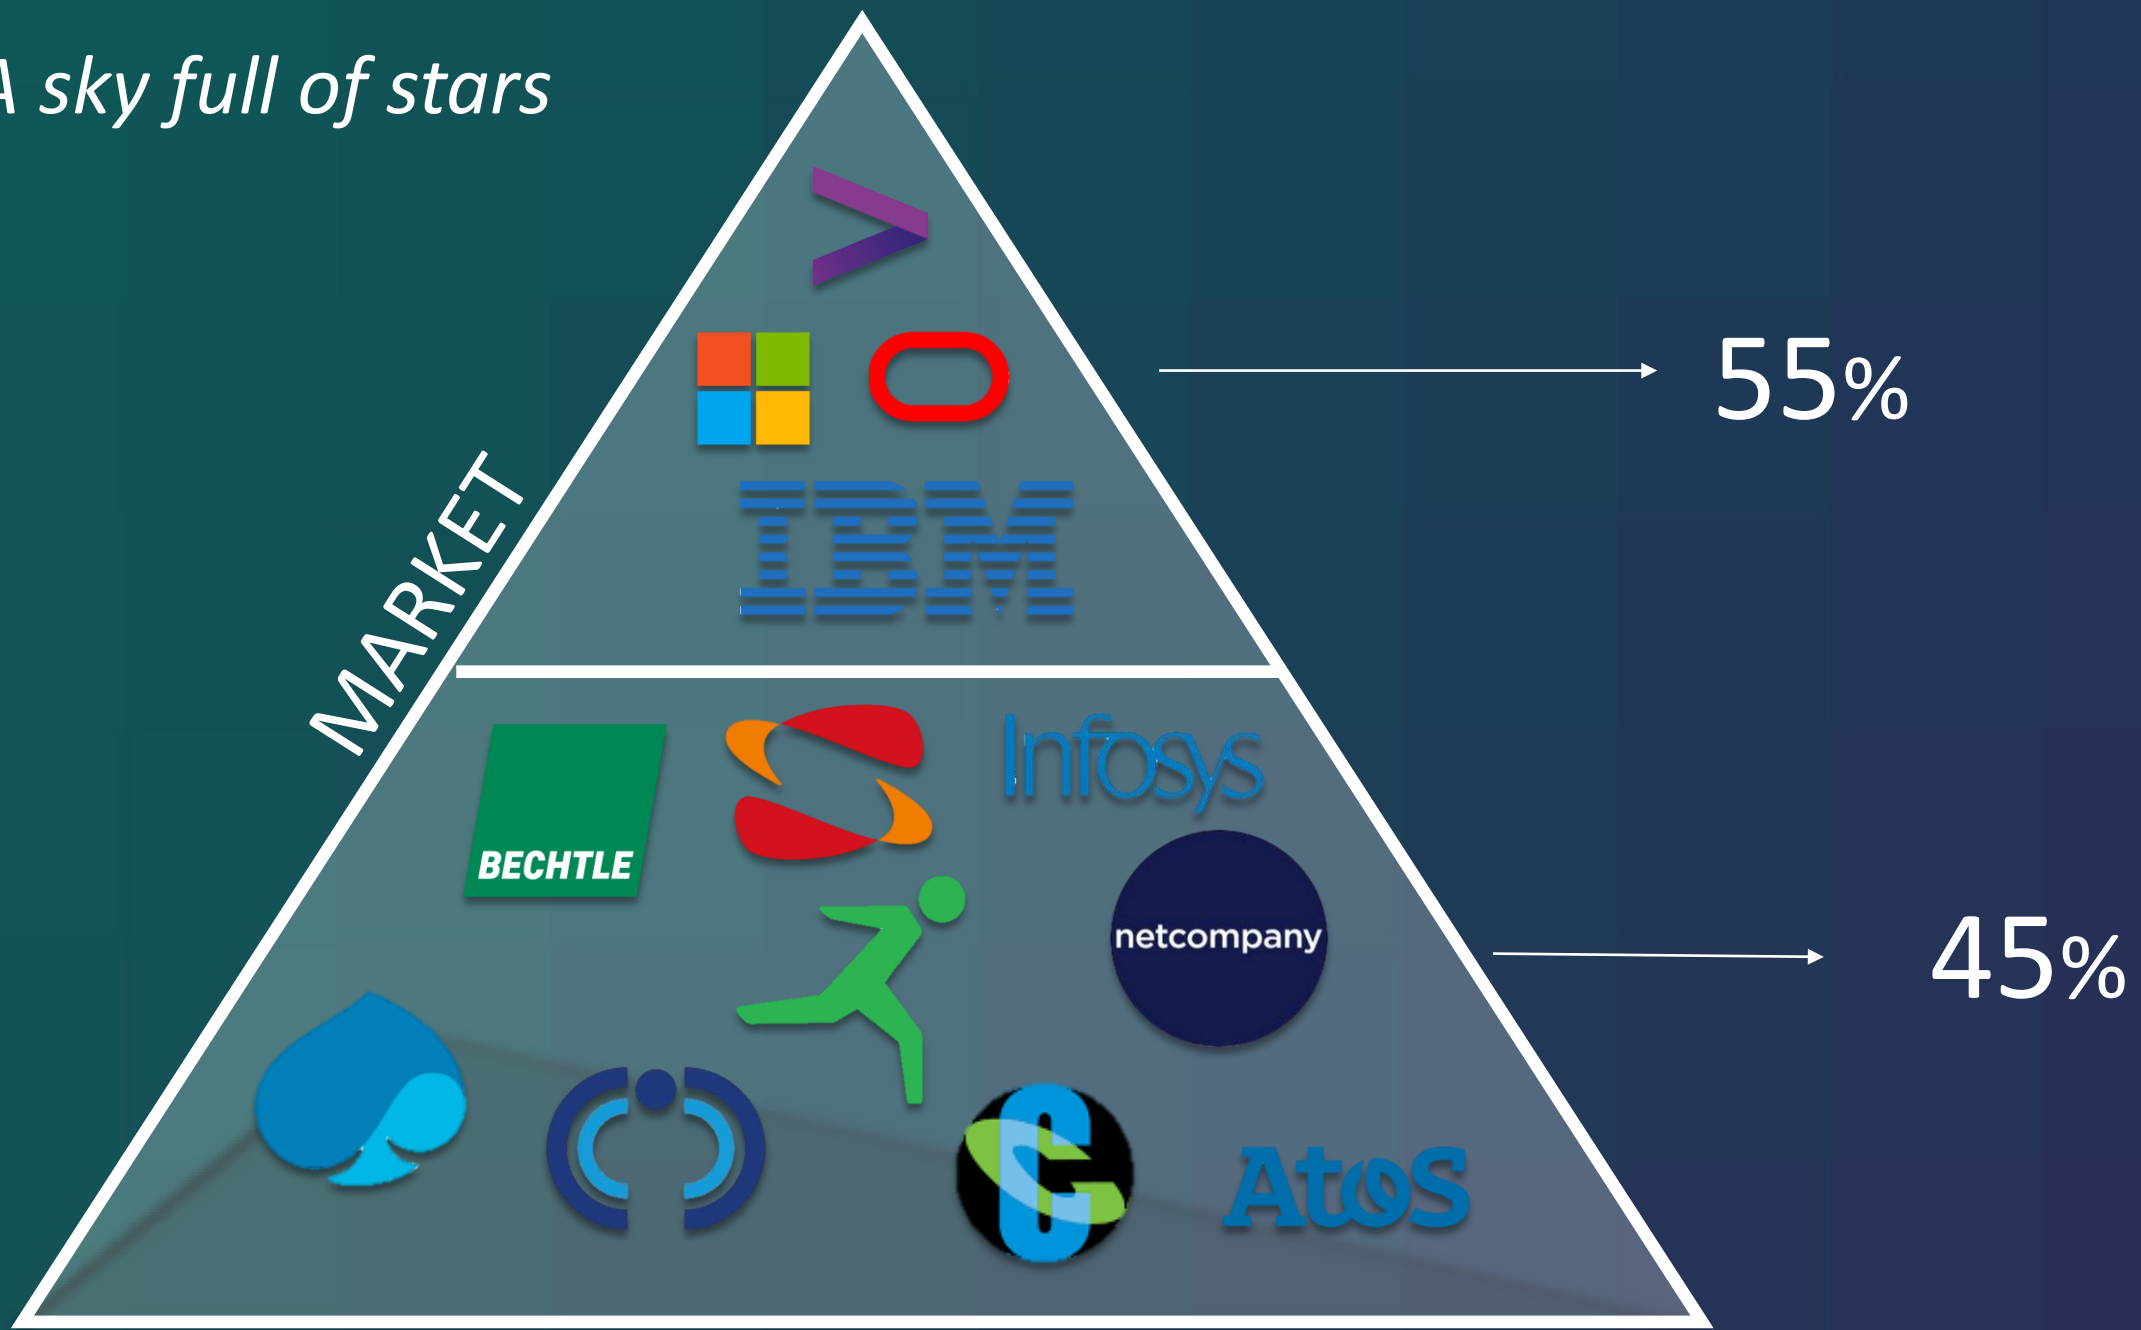 A sky full of stars
55%
IBM
MARKET
Infosys
BECHTLE
netcompany
45%
AtoS